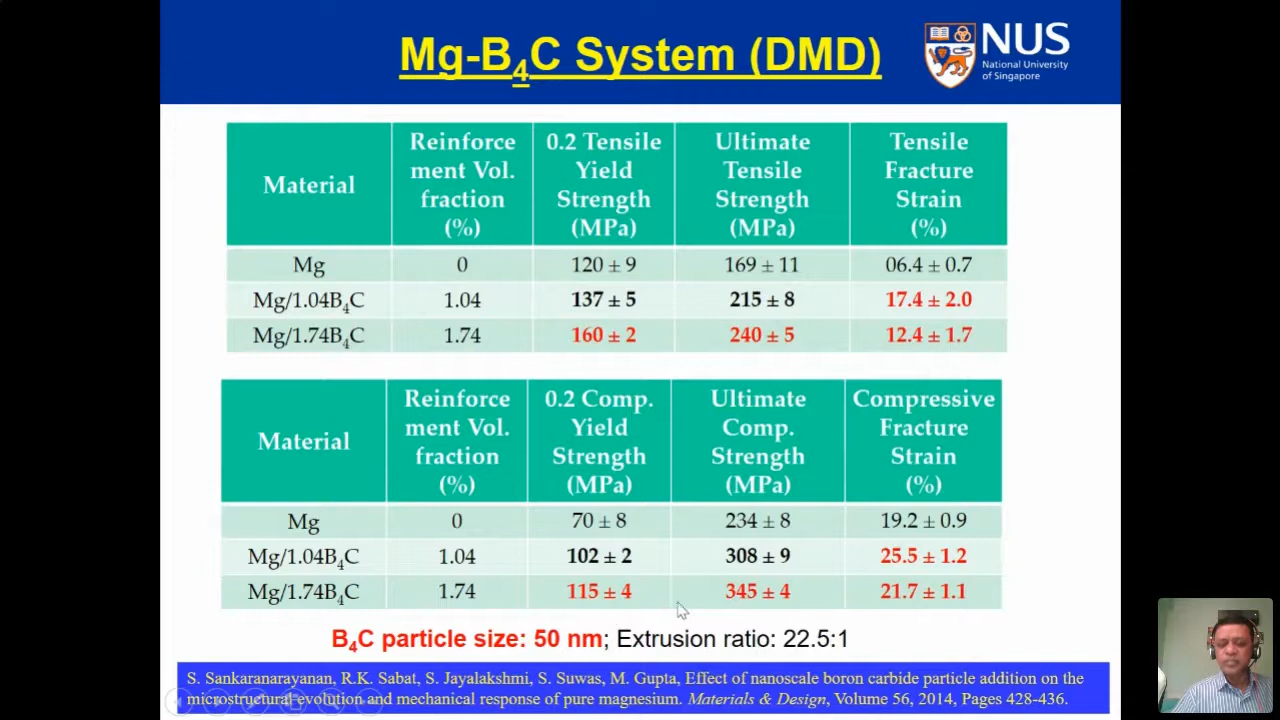 Mg-B4C System (DMD)
NUS
National University
of Singapore
Material
Reinforce
ment Vol.
fraction
(%)
0.2 Tensile
Yield
Strength
(MPa)
Ultimate
Tensile
Strength
(MPa)
Tensile
Fracture
Strain
(%)
Mg 0 120 ± 9 169 ± 11 06.4 ± 0.7
Mg/1.04B4C 1.04 137 ± 5 215 ± 8 17.4 ± 2.0
Mg/1.74B4C 1.74 160 ± 2 240 ± 5 12.4 ± 1.7
Material
Reinforce
ment Vol.
fraction
(%)
0.2 Comp.
Yield
Strength
(MPa)
Ultimate
Comp.
Strength
(MPa)
Compressive
Fracture
Strain
(%)
Mg 0 70 ± 8 234 ± 8 19.2 ± 0.9
Mg/1.04B4C 1.04 102 ± 2 308 ± 9 25.5 ± 1.2
Mg/1.74B4C 1.74 115 ± 4 345 ± 4 21.7 ± 1.1
B4C particle size: 50 nm; Extrusion ratio: 22.5:1
S. Sankaranarayanan, R.K. Sabat, S. Jayalakshmi, S. Suwas, M. Gupta, Effect of nanoscale boron carbide particle addition on the
microstructural evolution and mechanical response of pure magnesium. Materials & Design, Volume 56, 2014, Pages 428-436.